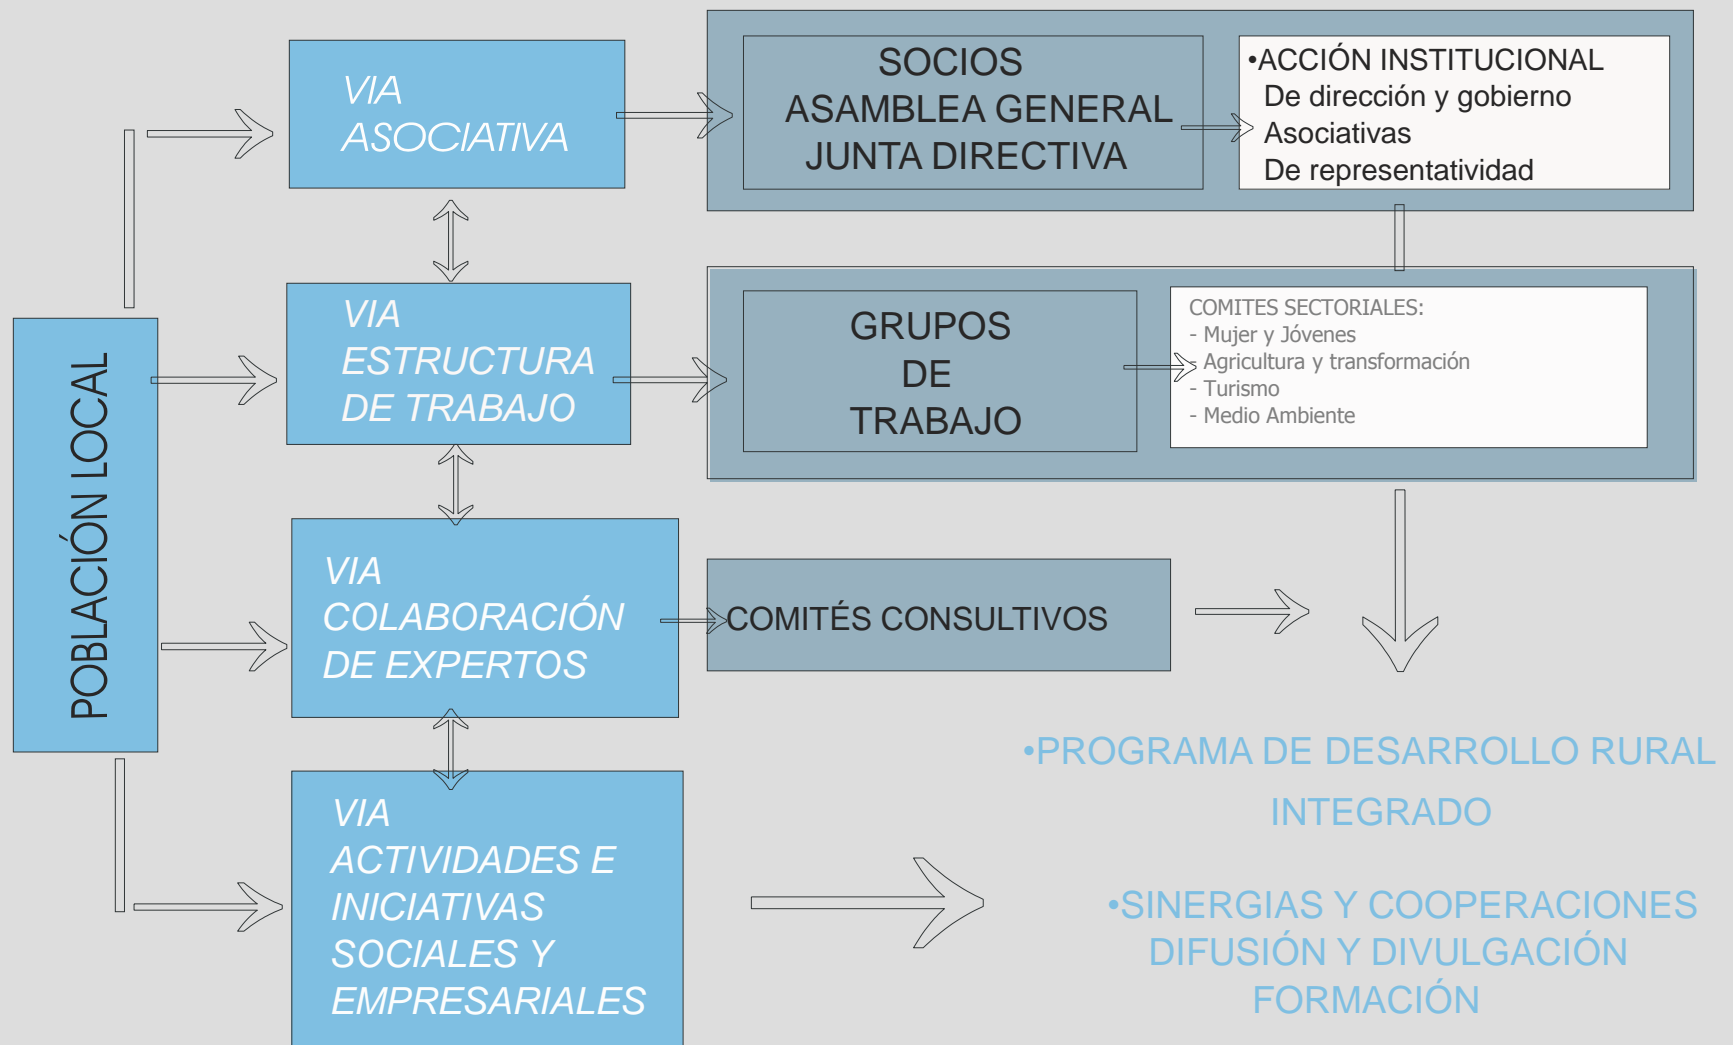 POBLACIÓN LOCAL
VIA
ASOCIATIVA
SOCIOS
ASAMBLEA GENERAL
JUNTA DIRECTIVA
•ACCIÓN INSTITUCIONAL
De dirección y gobierno
Asociativas
De representatividad
VIA
ESTRUCTURA
DE TRABAJO
GRUPOS
DE
TRABAJO
COMITES SECTORIALES:
- Mujer y Jóvenes
- Agricultura y transformación
- Turismo
- Medio Ambiente
VIA
COLABORACIÓN
DE EXPERTOS
COMITÉS CONSULTIVOS
VIA
ACTIVIDADES E
INICIATIVAS
SOCIALES Y
EMPRESARIALES
•PROGRAMA DE DESARROLLO RURAL
INTEGRADO
•SINERGIAS Y COOPERACIONES
DIFUSIÓN Y DIVULGACIÓN
FORMACIÓN